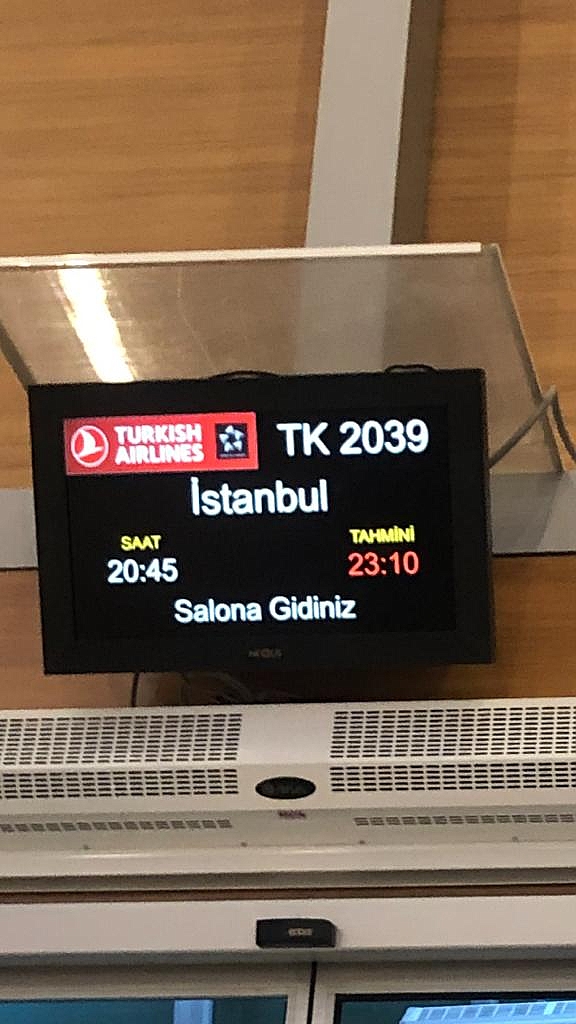 TURKISH
AIRLINES
TK 2039
İstanbul
SAAT
TAHMİNİ
20:45
23:10
Salona Gidiniz